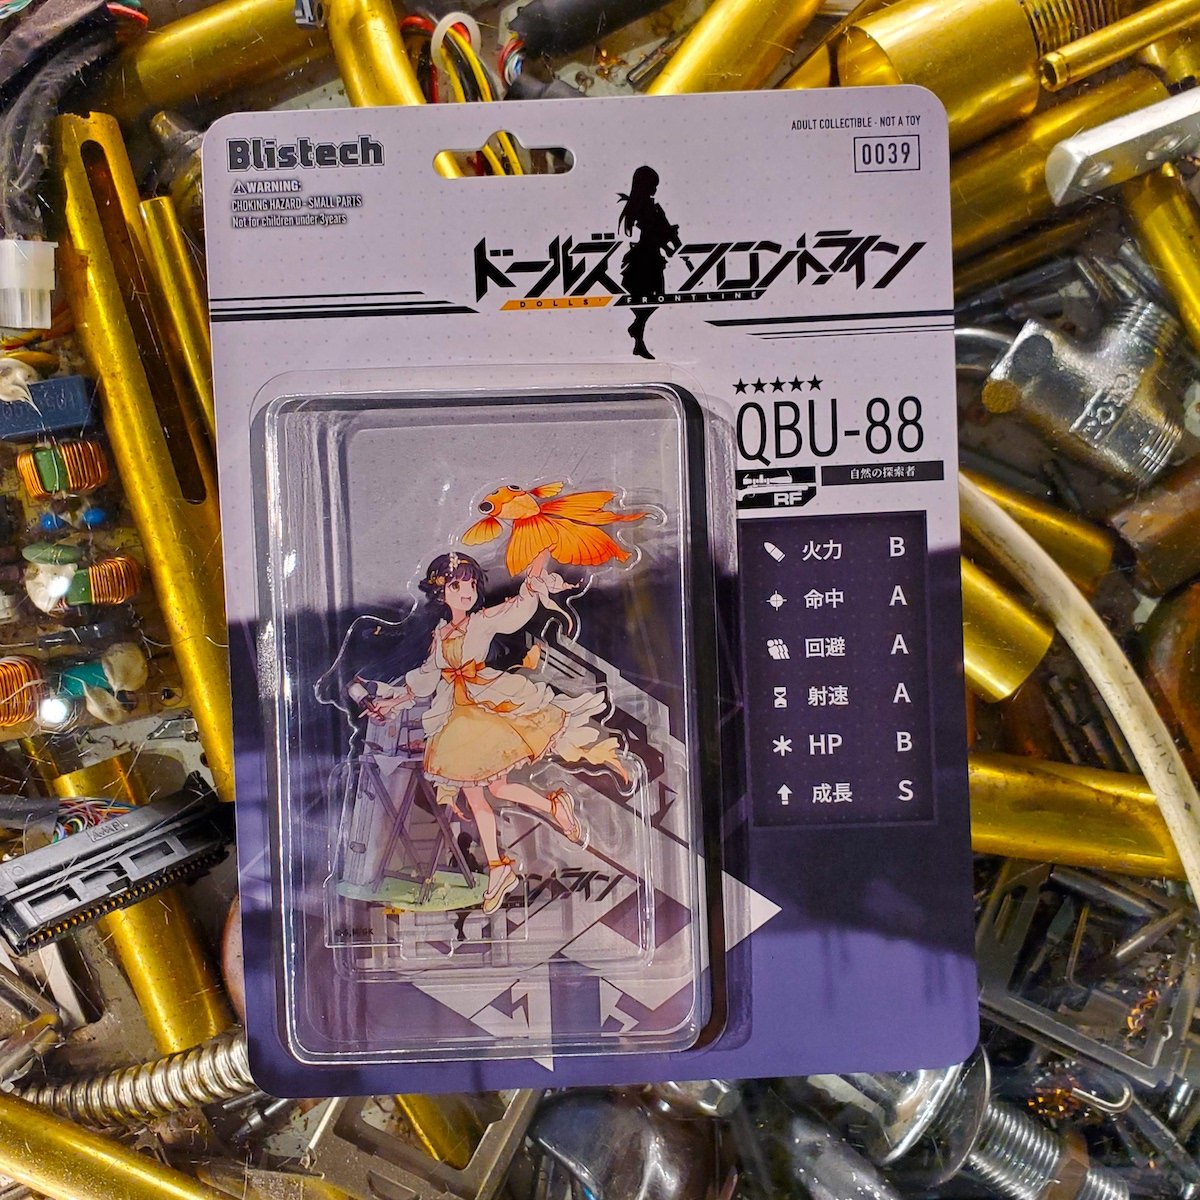 Blistech
⚠WARNING:
CHOKING HAZARD - SMALL PARTS
Not for children under 3years
ADULT COLLECTIBLE - NOT A TOY
0039
ドールズフロントライン
DOLLS' FRONTLINE
★★★★★
QBU-88
RF
自然の探索者
火力 B
命中 A
回避 A
射速 A
HP B
成長 S